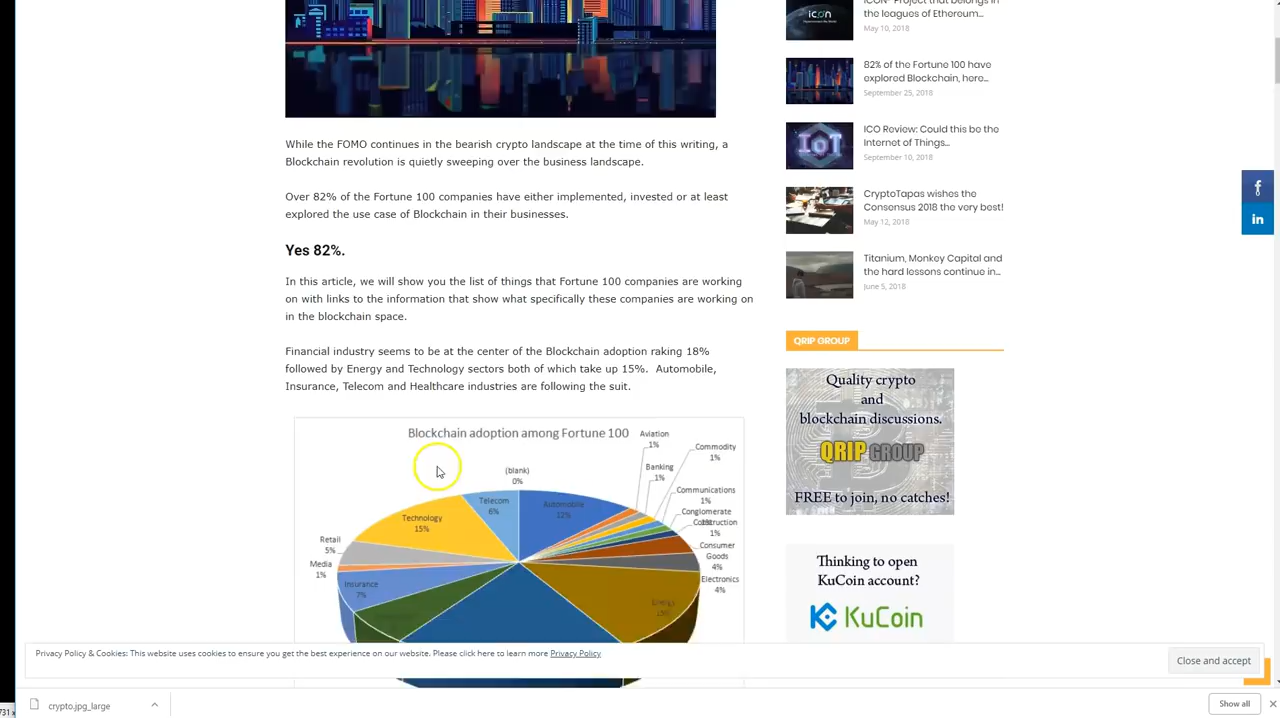 ICON- Project that belongs in
the leagues of Ethereum...
May 10, 2018
82% of the Fortune 100 have
explored Blockchain, here...
September 25, 2018
ICO Review: Could this be the
Internet of Things...
September 10, 2018
CryptoTapas wishes the
Consensus 2018 the very best!
May 12, 2018
Titanium, Monkey Capital and
the hard lessons continue in...
June 5, 2018
icon
IoT
While the FOMO continues in the bearish crypto landscape at the time of this writing, a
Blockchain revolution is quietly sweeping over the business landscape.
Over 82% of the Fortune 100 companies have either implemented, invested or at least
explored the use case of Blockchain in their businesses.
Yes 82%.
In this article, we will show you the list of things that Fortune 100 companies are working
on with links to the information that show what specifically these companies are working on
in the blockchain space.
Financial industry seems to be at the center of the Blockchain adoption raking 18%
followed by Energy and Technology sectors both of which take up 15%.  Automobile,
Insurance, Telecom and Healthcare industries are following the suit.
Blockchain adoption among Fortune 100
Aviation
1%
Commodity
1%
Banking
1%
(blank)
0%
Communications
1%
Telecom
6%
Automobile
12%
Conglomerate
Construction
1%
Technology
15%
Retail
5%
Consumer
Goods
4%
Media
1%
Insurance
7%
Electronics
4%
Energy
QRIP GROUP
Quality crypto
and
blockchain discussions.
QRIP GROUP
FREE to join, no catches!
Thinking to open
KuCoin account?
KuCoin
f
in
Privacy Policy & Cookies: This website uses cookies to ensure you get the best experience on our website. Please click here to learn more Privacy Policy
Close and accept
crypto.jpg_large
Show all